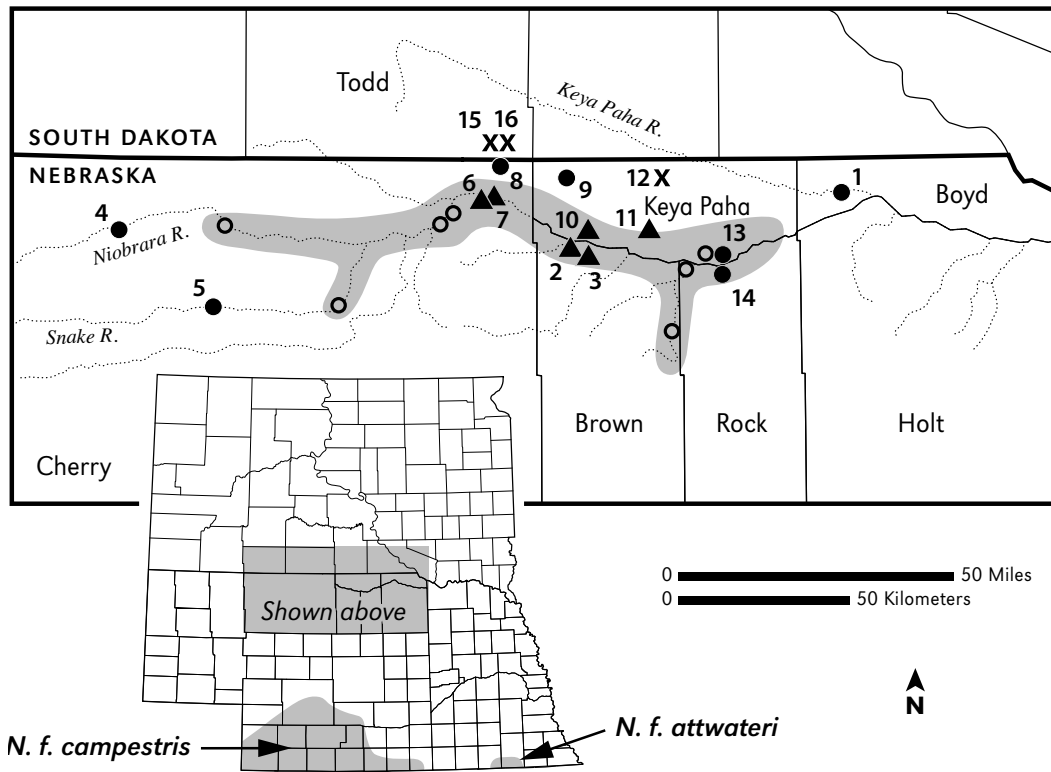 Todd
Keya Paha R.
SOUTH DAKOTA
15 16
XX
NEBRASKA
6
8
9
12 X
1
4
7
10
11
Keya Paha
Boyd
Niobrara R.
2
3
13
14
5
Snake R.
Cherry
Brown
Rock
Holt
Shown above
0 50 Miles
0 50 Kilometers
N
N. f. campestris
N. f. attwateri